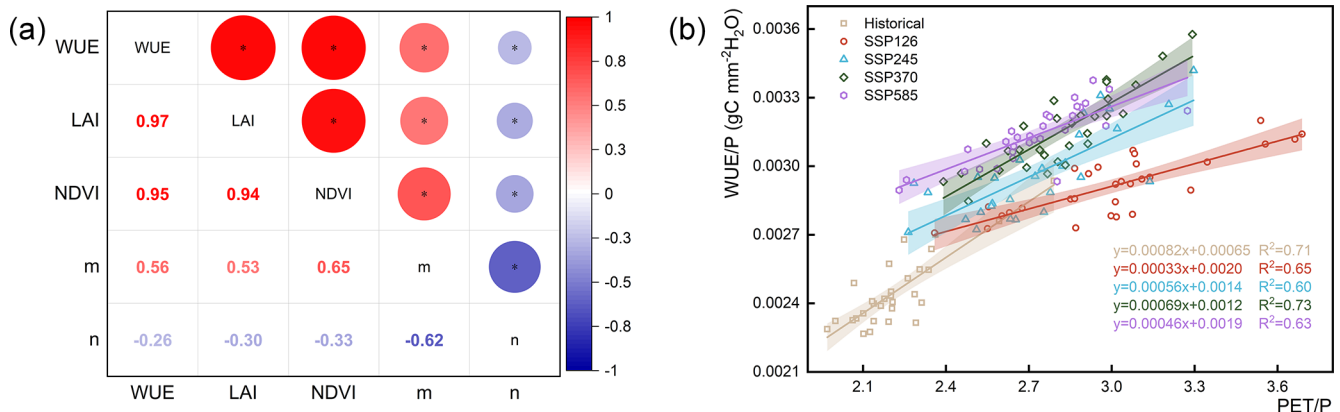 (a)
WUE
WUE
*
*
*
*
LAI
0.97
LAI
*
*
*
NDVI
0.95
0.94
NDVI
*
*
m
0.56
0.53
0.65
m
*
n
-0.26
-0.30
-0.33
-0.62
n
WUE
LAI
NDVI
m
n
1
0.8
0.5
0.3
0
-0.3
-0.5
-0.8
-1
(b)
WUE/P (gC mm⁻²H₂O)
0.0036
0.0033
0.0030
0.0027
0.0024
0.0021
Historical
SSP126
SSP245
SSP370
SSP585
y=0.00082x+0.00065 R²=0.71
y=0.00033x+0.0020 R²=0.65
y=0.00056x+0.0014 R²=0.60
y=0.00069x+0.0012 R²=0.73
y=0.00046x+0.0019 R²=0.63
2.1
2.4
2.7
3.0
3.3
3.6
PET/P